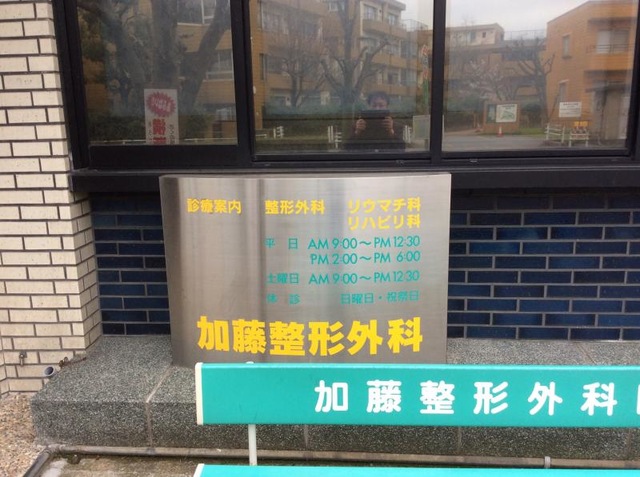 診療案内 整形外科 リウマチ科
リハビリ科
平 日 AM 9:00～PM 12:30
PM 2:00～PM 6:00
土曜日 AM 9:00～PM 12:30
休 診 日曜日・祝祭日
加藤整形外科
加藤整形外科